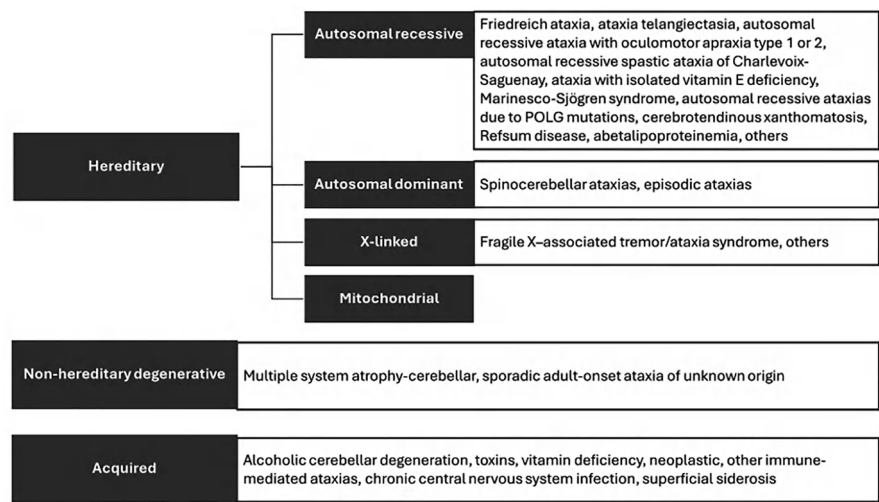 Autosomal recessive
Friedreich ataxia, ataxia telangiectasia, autosomal
recessive ataxia with oculomotor apraxia type 1 or 2,
autosomal recessive spastic ataxia of Charlevoix-
Saguenay, ataxia with isolated vitamin E deficiency,
Marinesco-Sjögren syndrome, autosomal recessive ataxias
due to POLG mutations, cerebrotendinous xanthomatosis,
Refsum disease, abetalipoproteinemia, others
Hereditary
Autosomal dominant
Spinocerebellar ataxias, episodic ataxias
X-linked
Fragile X–associated tremor/ataxia syndrome, others
Mitochondrial
Non-hereditary degenerative
Multiple system atrophy-cerebellar, sporadic adult-onset ataxia of unknown origin
Acquired
Alcoholic cerebellar degeneration, toxins, vitamin deficiency, neoplastic, other immune-
mediated ataxias, chronic central nervous system infection, superficial siderosis